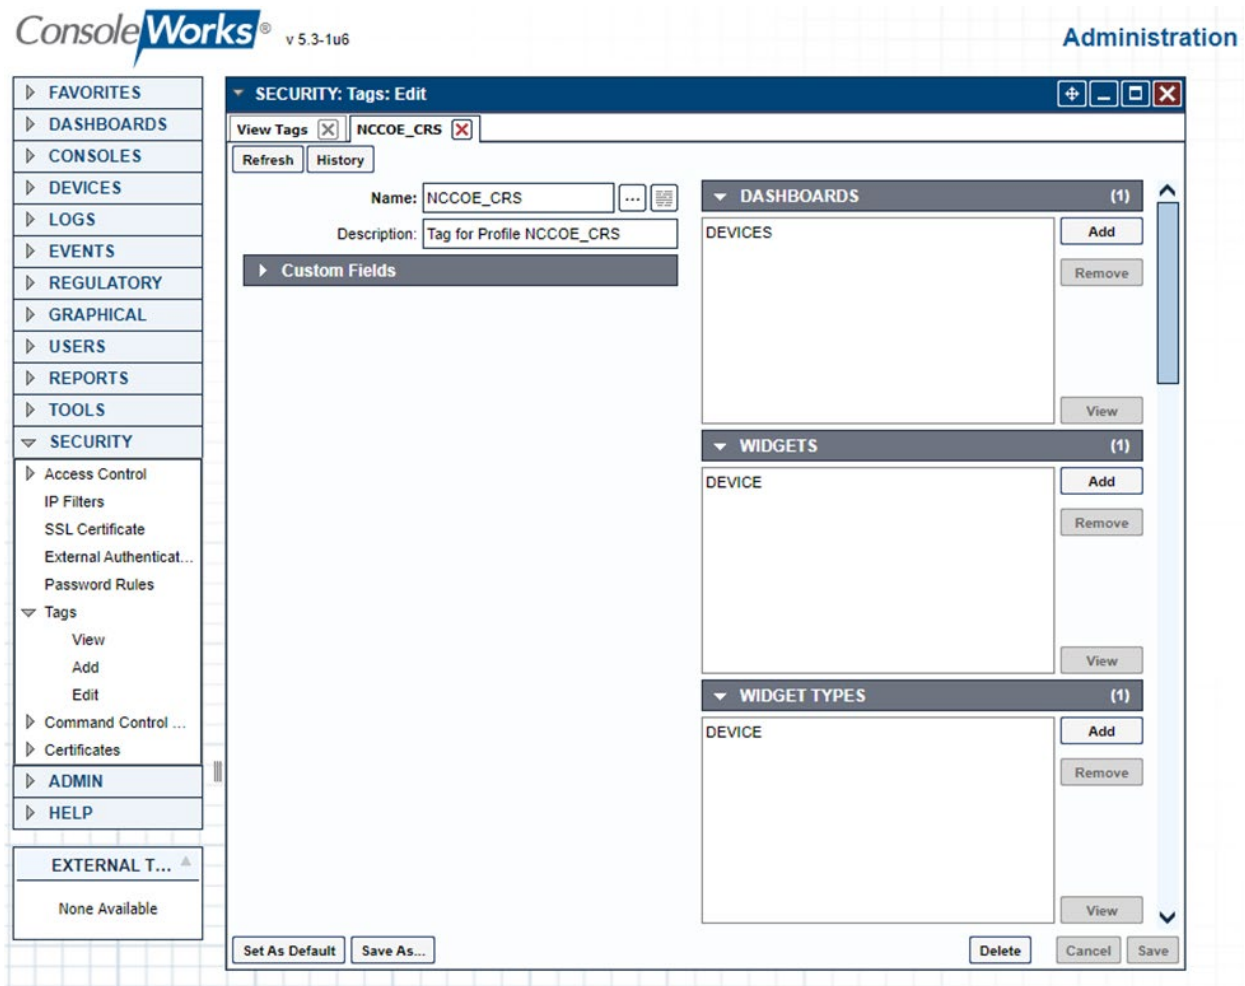 ConsoleWorks® v 5.3-1u6
Administration
FAVORITES
DASHBOARDS
CONSOLES
DEVICES
LOGS
EVENTS
REGULATORY
GRAPHICAL
USERS
REPORTS
TOOLS
SECURITY
Access Control
IP Filters
SSL Certificate
External Authenticat...
Password Rules
Tags
View
Add
Edit
Command Control ...
Certificates
ADMIN
HELP
EXTERNAL T...
None Available
SECURITY: Tags: Edit
View Tags NCCOE_CRS
Refresh History
Name: NCCOE_CRS ...
Description: Tag for Profile NCCOE_CRS
Custom Fields
DASHBOARDS (1)
DEVICES
Add
Remove
View
WIDGETS (1)
DEVICE
Add
Remove
View
WIDGET TYPES (1)
DEVICE
Add
Remove
View
Set As Default Save As... Delete Cancel Save